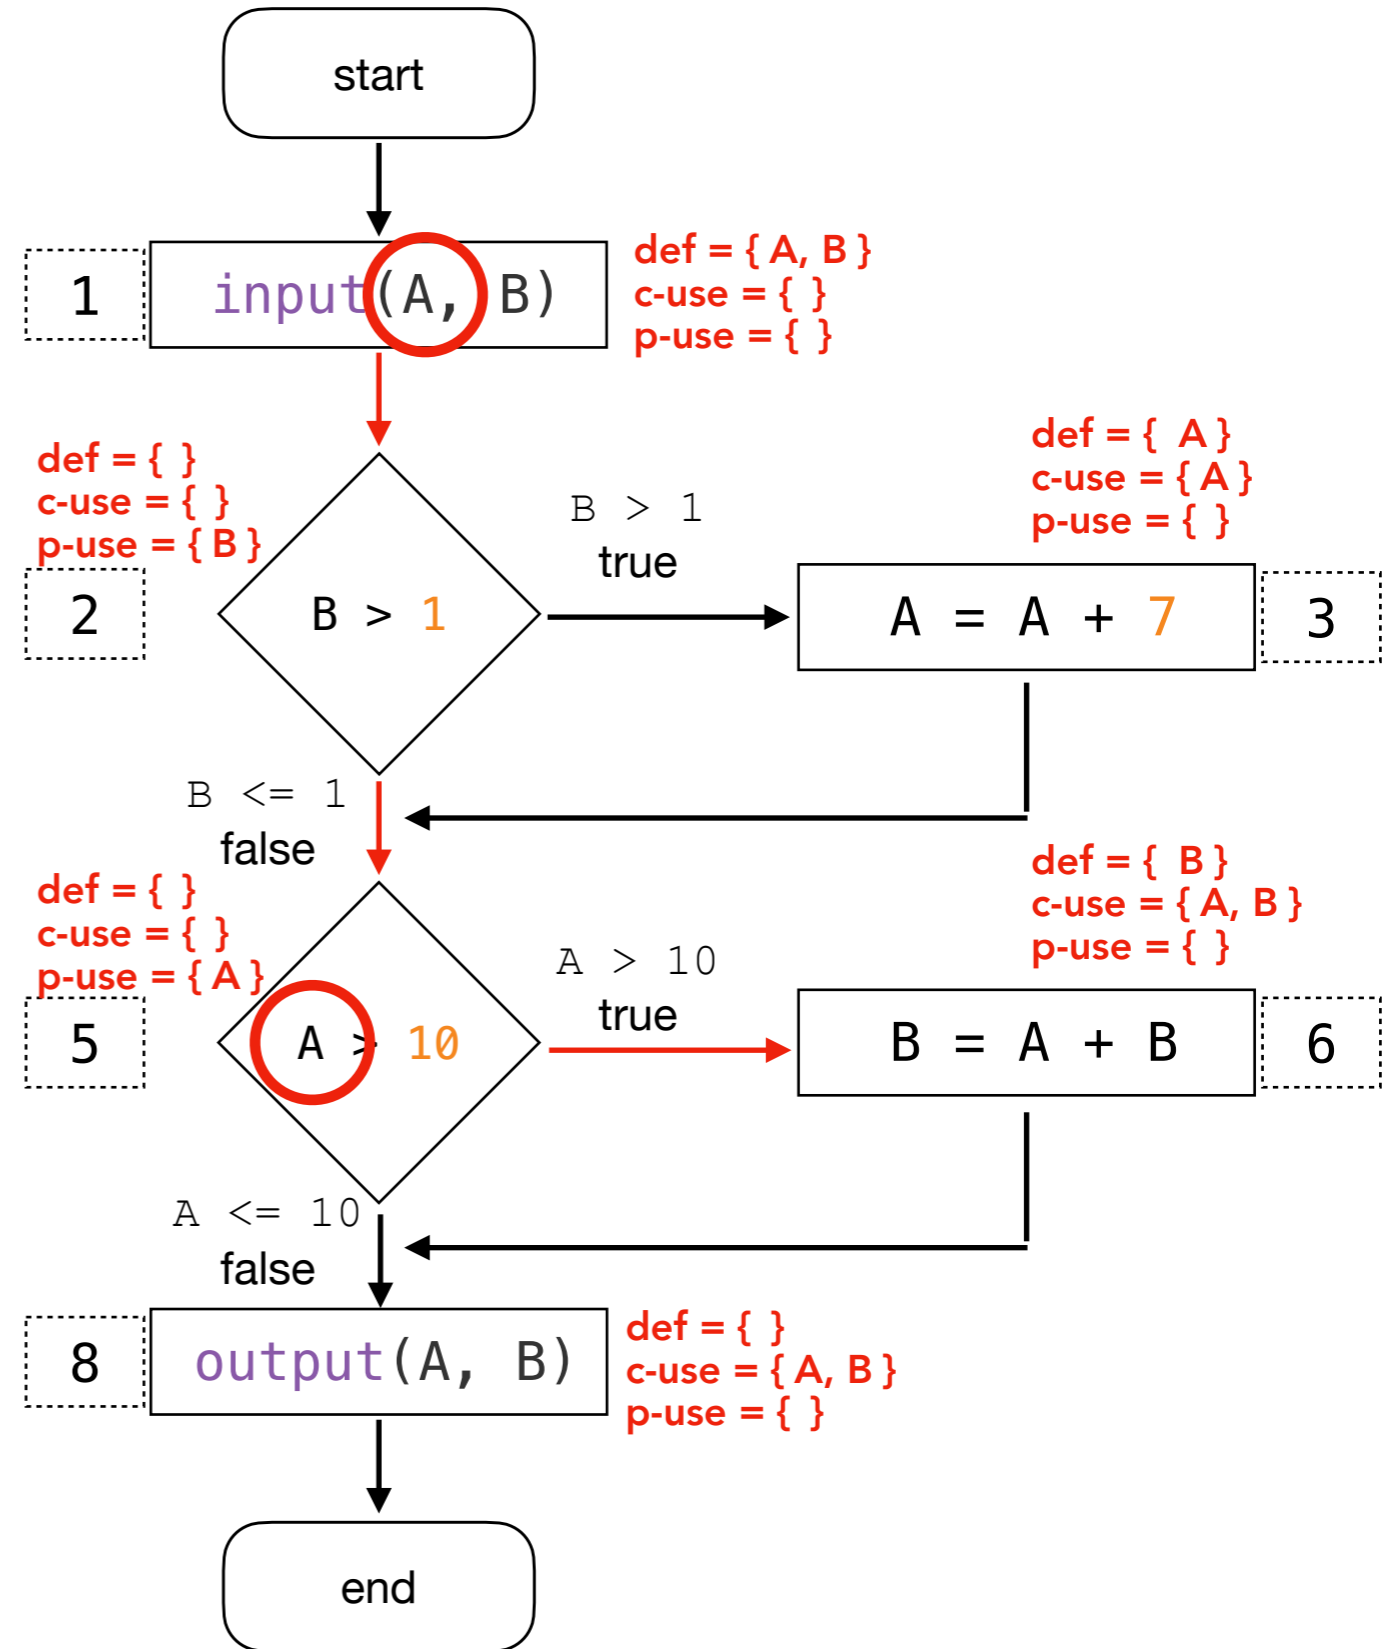 start
1
input(A, B)
def = { A, B }
c-use = { }
p-use = { }
def = { }
c-use = { }
p-use = { B }
2
B > 1
B > 1
true
def = { A }
c-use = { A }
p-use = { }
A = A + 7
3
B <= 1
false
def = { }
c-use = { }
p-use = { A }
5
A > 10
A > 10
true
def = { B }
c-use = { A, B }
p-use = { }
B = A + B
6
A <= 10
false
8
output(A, B)
def = { }
c-use = { A, B }
p-use = { }
end